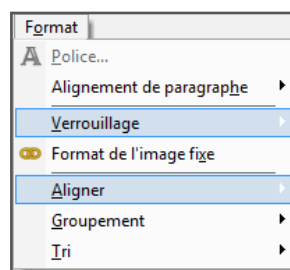 Format
Police...
Alignement de paragraphe
Verrouillage
Format de l'image fixe
Aligner
Groupement
Tri